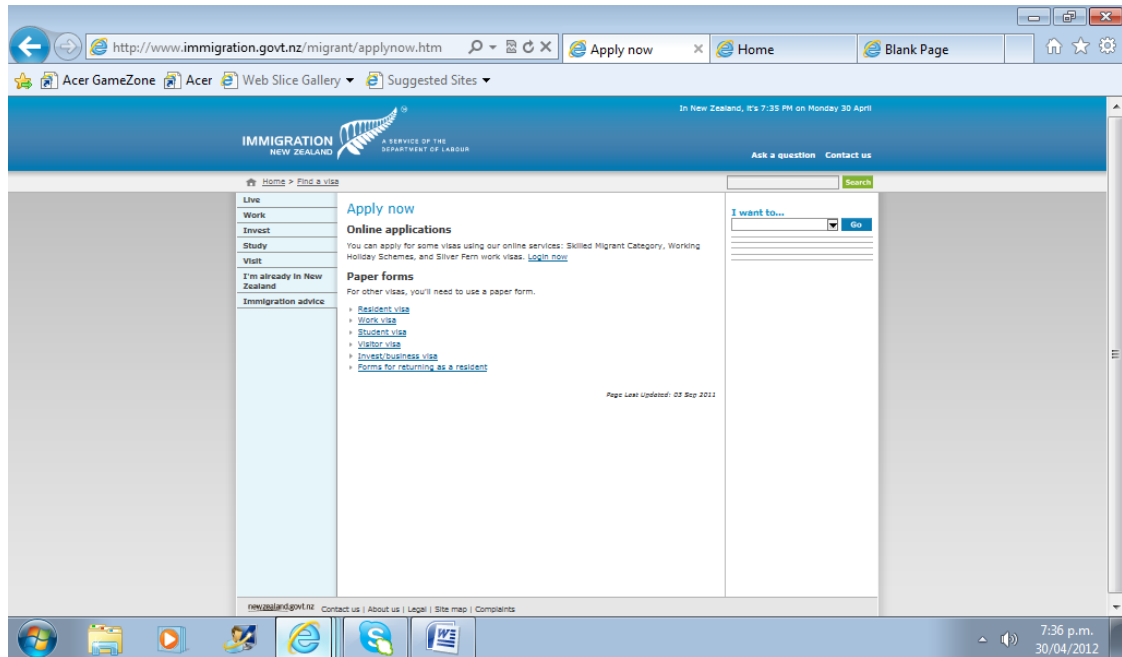 http://www.immigration.govt.nz/migrant/applynow.htm
Apply now
Home
Blank Page
Acer GameZone
Acer
Web Slice Gallery
Suggested Sites
In New Zealand, it's 7:35 PM on Monday 30 April
IMMIGRATION
NEW ZEALAND
A SERVICE OF THE
DEPARTMENT OF LABOUR
Ask a question Contact us
Home > Find a visa
Search
Live
Work
Invest
Study
Visit
I'm already in New
Zealand
Immigration advice
Apply now
Online applications
You can apply for some visas using our online services: Skilled Migrant Category, Working
Holiday Schemes, and Silver Fern work visas. Login now
Paper forms
For other visas, you'll need to use a paper form.
Resident visa
Work visa
Student visa
Visitor visa
Invest/business visa
Forms for returning as a resident
Page Last Updated: 03 Sep 2011
I want to...
Go
newzealand.govt.nz Contact us | About us | Legal | Site map | Complaints
7:36 p.m.
30/04/2012